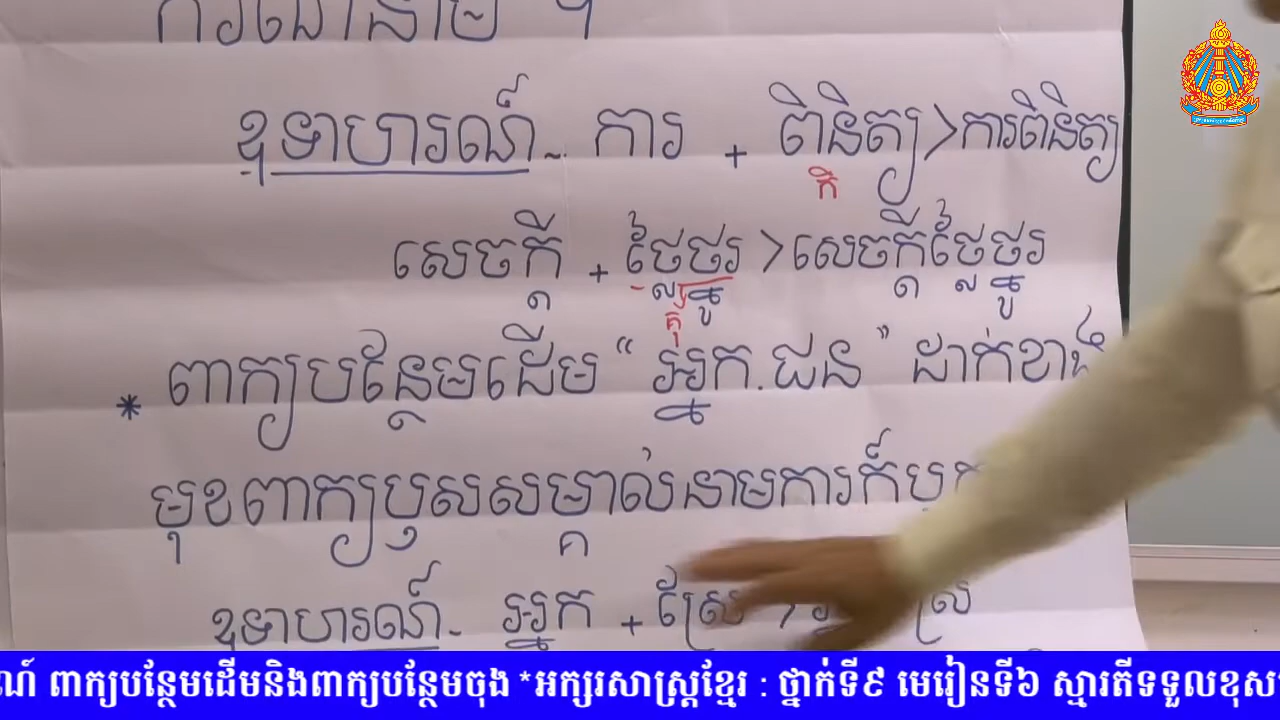 ឧទាហរណ៍.- ការ + ពិនិត្យ > ការពិនិត្យ
កិ
សេចក្ដី + ថ្លៃថ្នូរ > សេចក្ដីថ្លៃថ្នូរ
គុ
* ពាក្យបន្ថែមដើម “ អ្នក . ជន ” ដាក់ខាង
មុខពាក្យឫសសម្គាល់នាមការក៍
ឧទាហរណ៍.- អ្នក + ស្រែ >
ពាក្យបន្ថែមដើមនិងពាក្យបន្ថែមចុង *អក្សរសាស្ត្រខ្មែរ : ថ្នាក់ទី៩ មេរៀនទី៦ ស្មារតីទទួលខុស